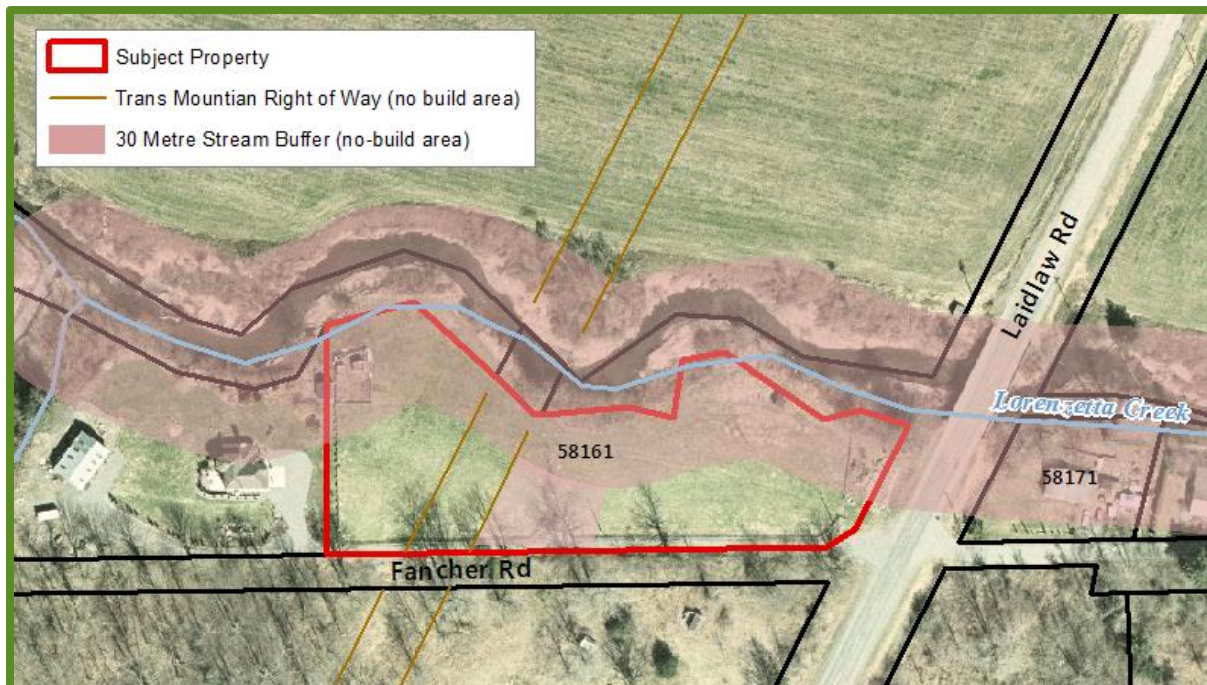 Subject Property
Trans Mountian Right of Way (no build area)
30 Metre Stream Buffer (no-build area)
Laidlaw Rd
Lorenzetta Creek
58161
58171
Fancher Rd